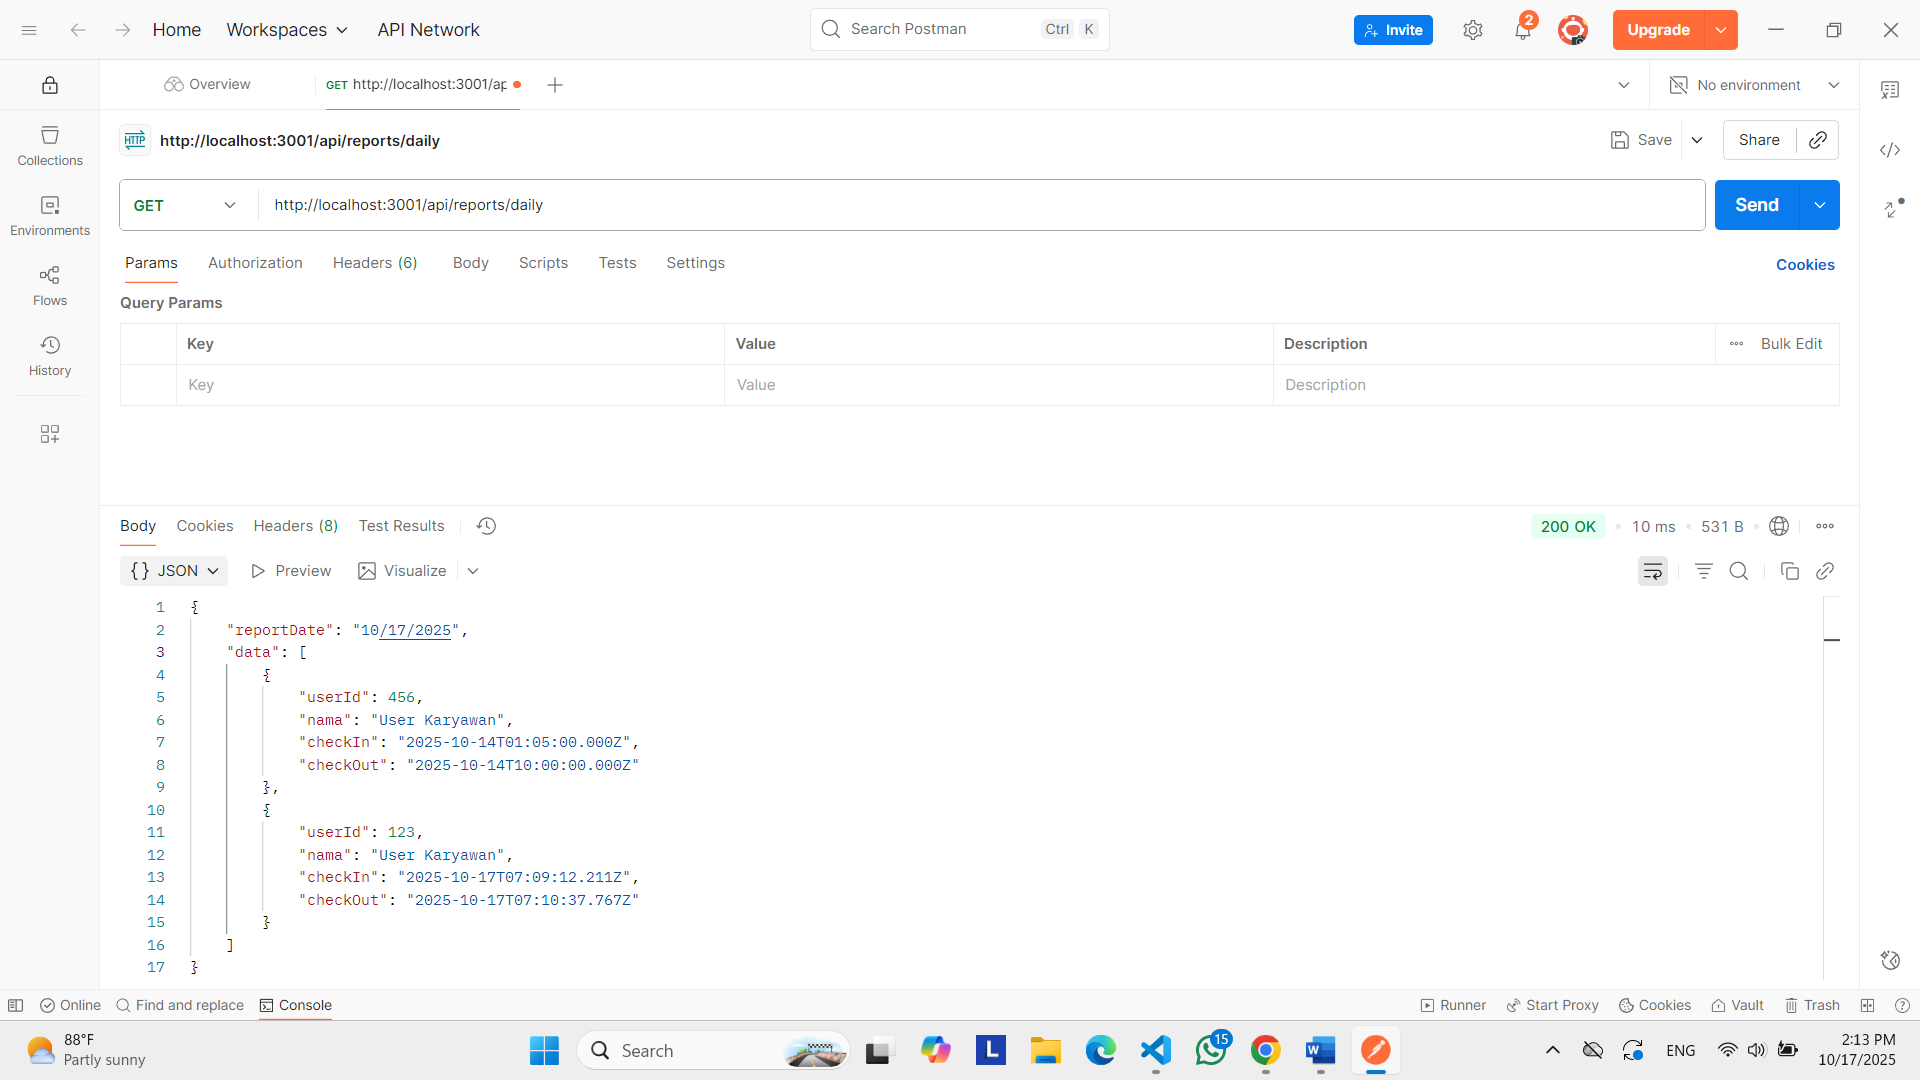 Home
Workspaces
API Network
Search Postman
Ctrl K
Invite
2
Upgrade
Overview
GET http://localhost:3001/ap
No environment
HTTP http://localhost:3001/api/reports/daily
Save
Share
Collections
Environments
Flows
History
GET
http://localhost:3001/api/reports/daily
Send
Params
Authorization
Headers (6)
Body
Scripts
Tests
Settings
Cookies
Query Params
Key
Value
Description
Bulk Edit
Key
Value
Description
Body
Cookies
Headers (8)
Test Results
200 OK
10 ms
531 B
{} JSON
Preview
Visualize
1 {
2 "reportDate": "10/17/2025",
3 "data": [
4 {
5 "userId": 456,
6 "nama": "User Karyawan",
7 "checkIn": "2025-10-14T01:05:00.000Z",
8 "checkOut": "2025-10-14T10:00:00.000Z"
9 },
10 {
11 "userId": 123,
12 "nama": "User Karyawan",
13 "checkIn": "2025-10-17T07:09:12.211Z",
14 "checkOut": "2025-10-17T07:10:37.767Z"
15 }
16 ]
17 }
Online
Find and replace
Console
Runner
Start Proxy
Cookies
Vault
Trash
88°F
Partly sunny
Search
L
15
W
ENG
2:13 PM
10/17/2025